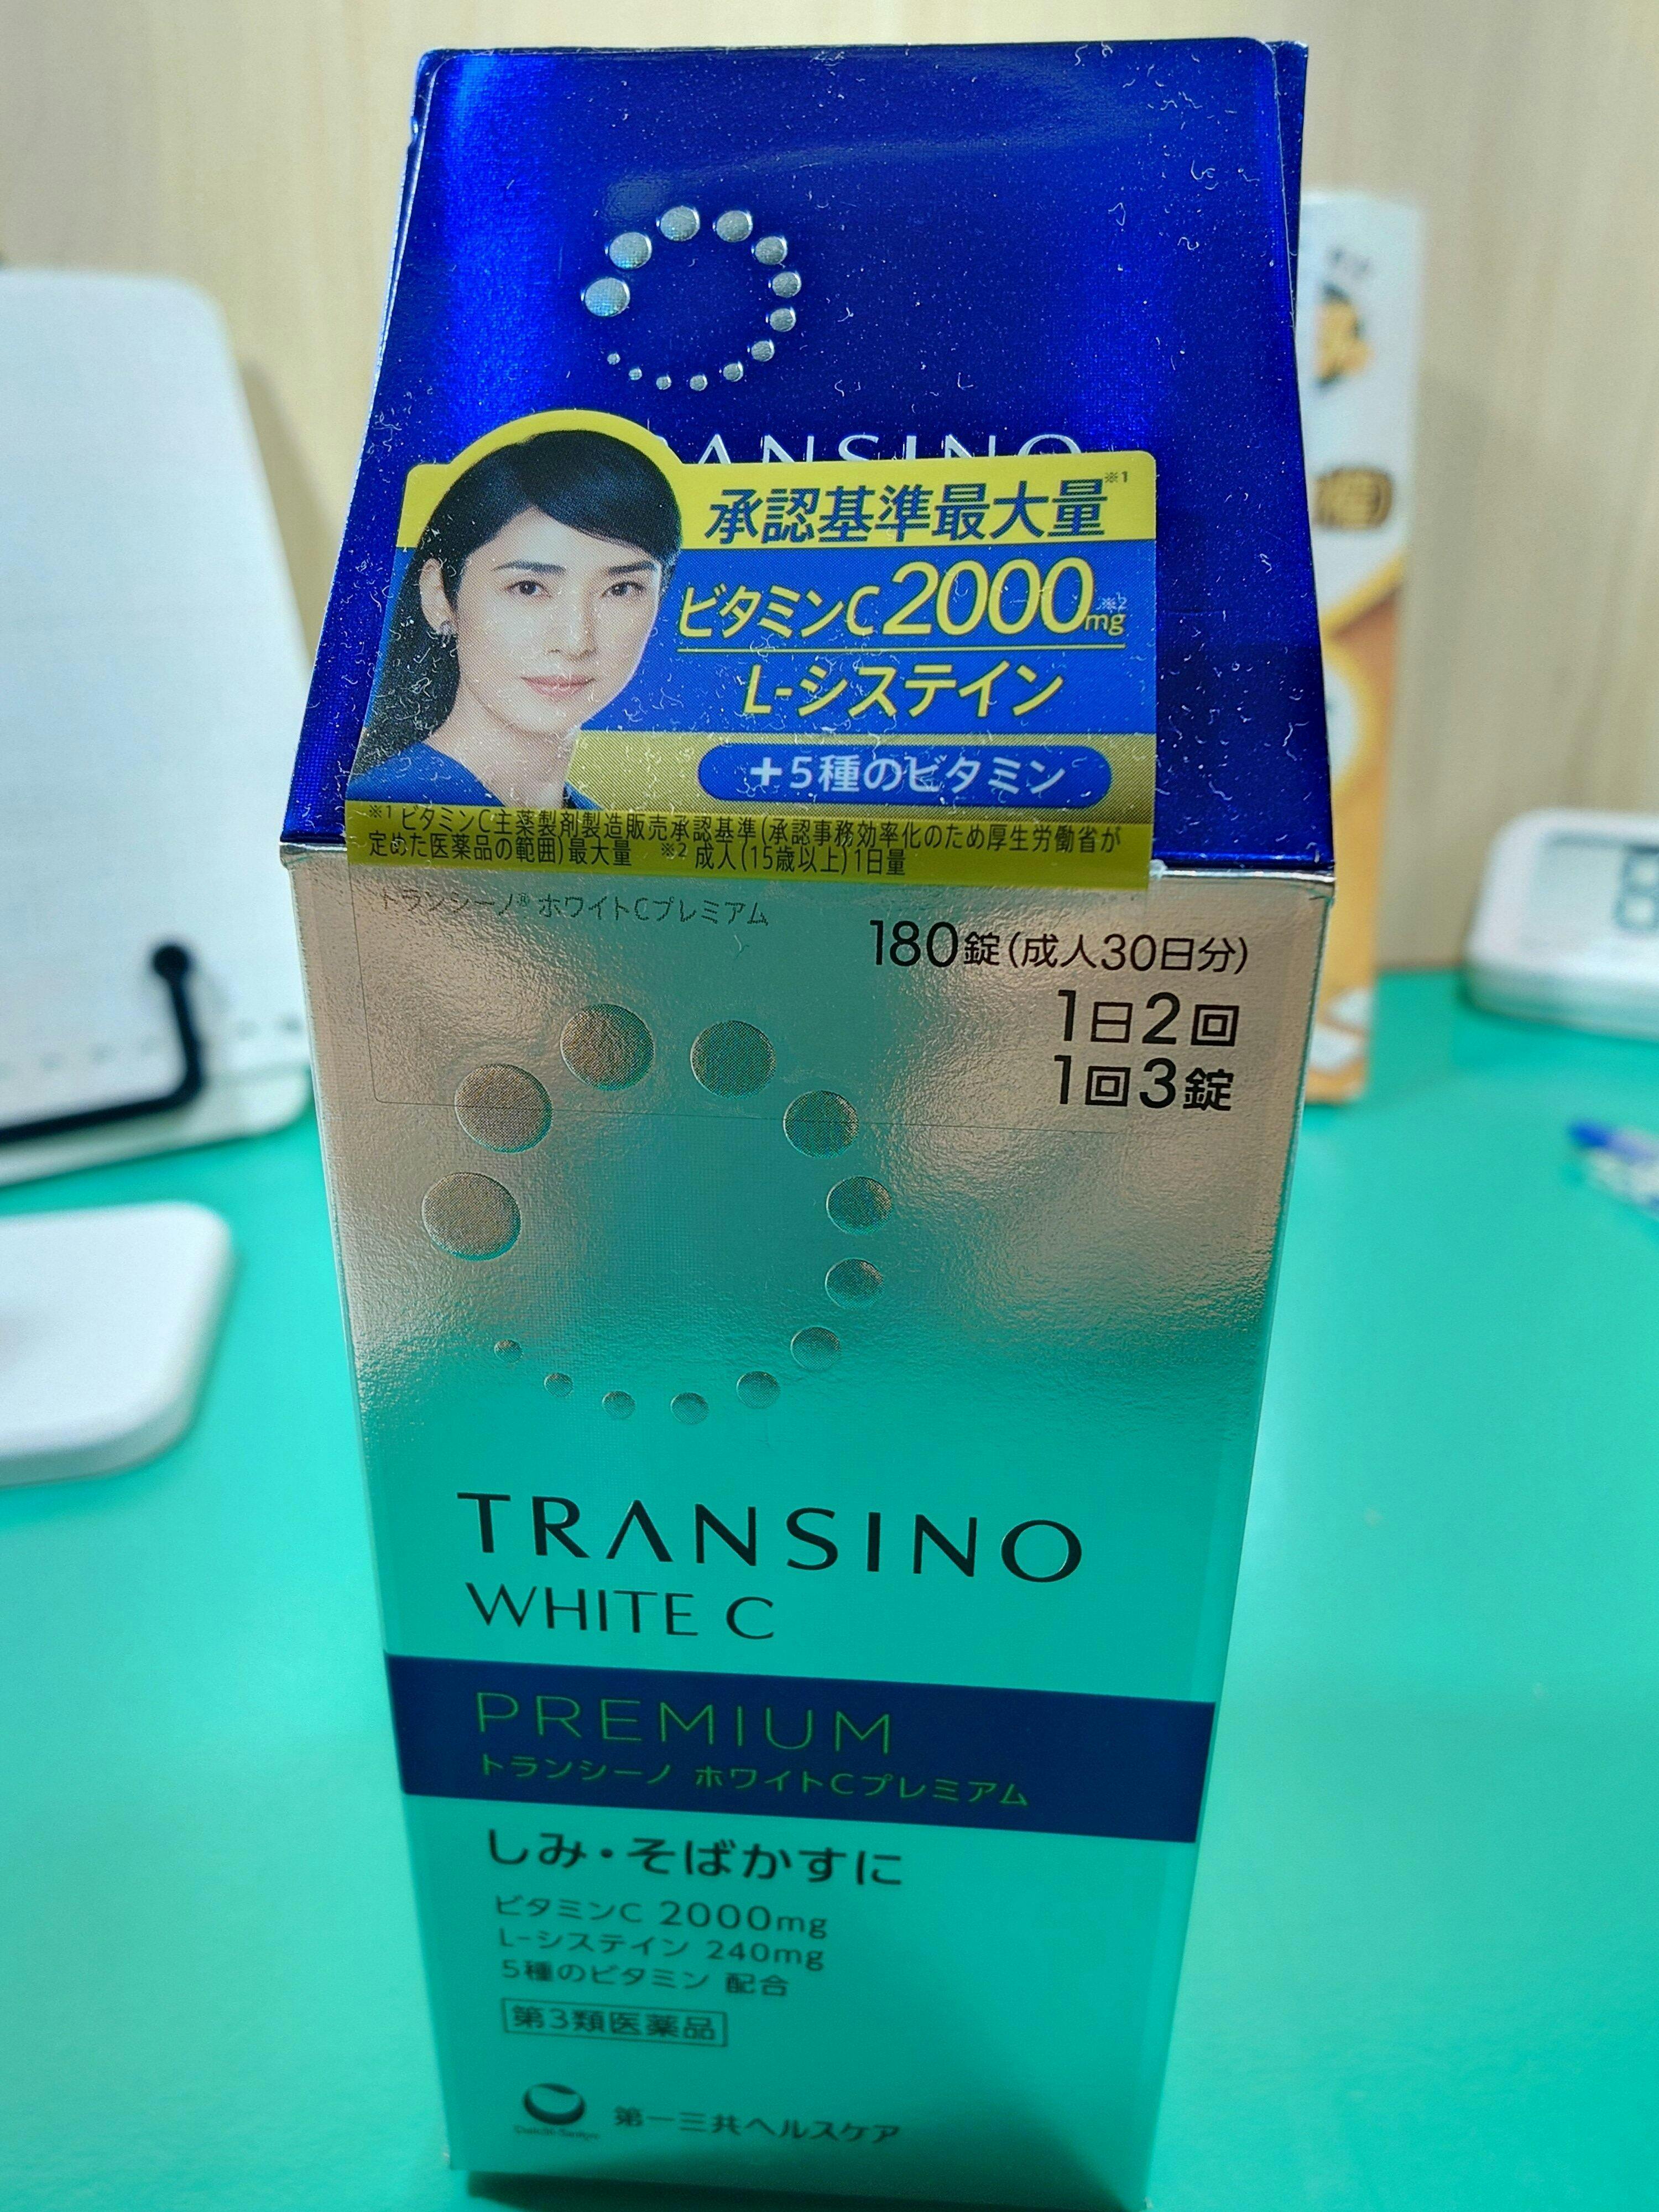 TRANSINO
承認基準最大量※1
ビタミンC2000mg※2
L-システイン
+5種のビタミン
※1 ビタミンC主薬製剤製造販売承認基準(承認事務効率化のため厚生労働省が
定めた医薬品の範囲)最大量 ※2 成人(15歳以上)1日量
トランシーノ® ホワイトCプレミアム
180錠(成人30日分)
1日2回
1回3錠
TRANSINO
WHITE C
PREMIUM
トランシーノ ホワイトCプレミアム
しみ・そばかすに
ビタミンC 2000mg
L-システイン 240mg
5種のビタミン 配合
第3類医薬品
Daiichi-Sankyo
第一三共ヘルスケア